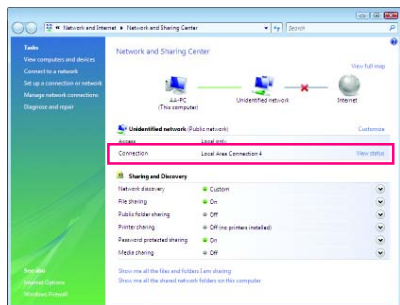 Network and Internet ▸ Network and Sharing Center
Search
Tasks
View computers and devices
Connect to a network
Set up a connection or network
Manage network connections
Diagnose and repair
See also
Internet Options
Windows Firewall
Network and Sharing Center
View full map
AA-PC
(This computer)
Unidentified network
Internet
Unidentified network (Public network)
Customize
Access
Local only
Connection
Local Area Connection 4
View status
Sharing and Discovery
Network discovery
Custom
File sharing
On
Public folder sharing
Off
Printer sharing
Off (no printers installed)
Password protected sharing
On
Media sharing
Off
Show me all the files and folders I am sharing
Show me all the shared network folders on this computer